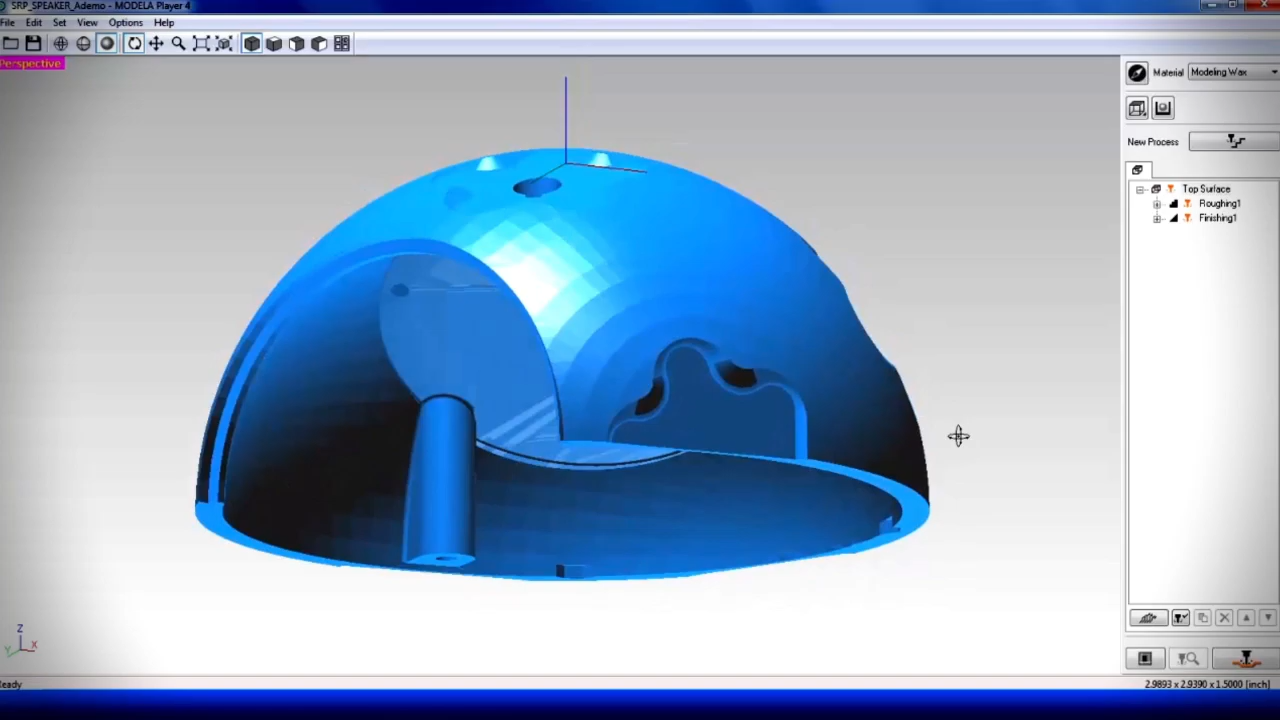 SRP_SPEAKER_Ademo - MODELA Player 4
File Edit Set View Options Help
Perspective
Material Modeling Wax
New Process
Top Surface
Roughing1
Finishing1
Z
Y X
Ready
2.9893 x 2.9390 x 1.5000 [inch]